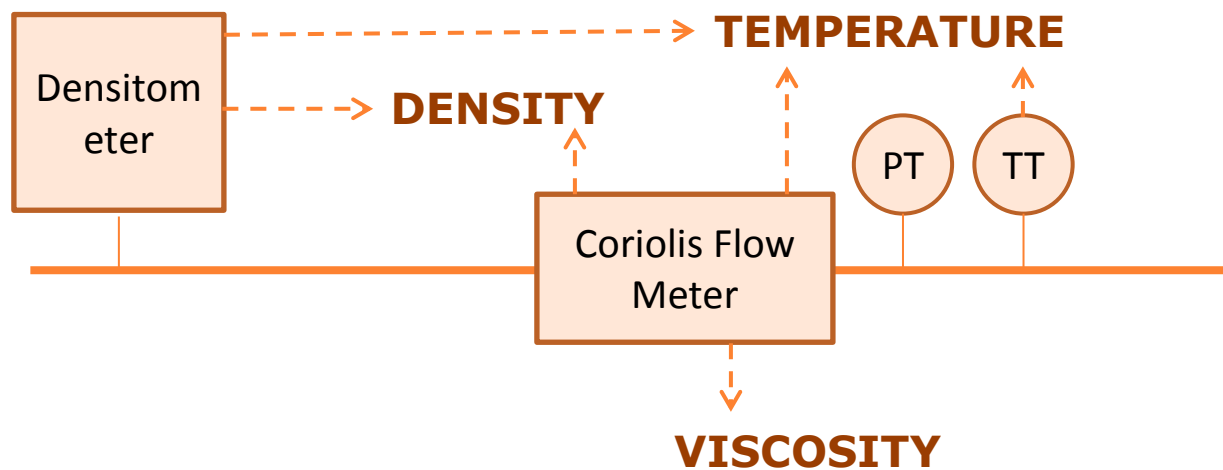 TEMPERATURE
Densitom
eter
DENSITY
PT
TT
Coriolis Flow
Meter
VISCOSITY